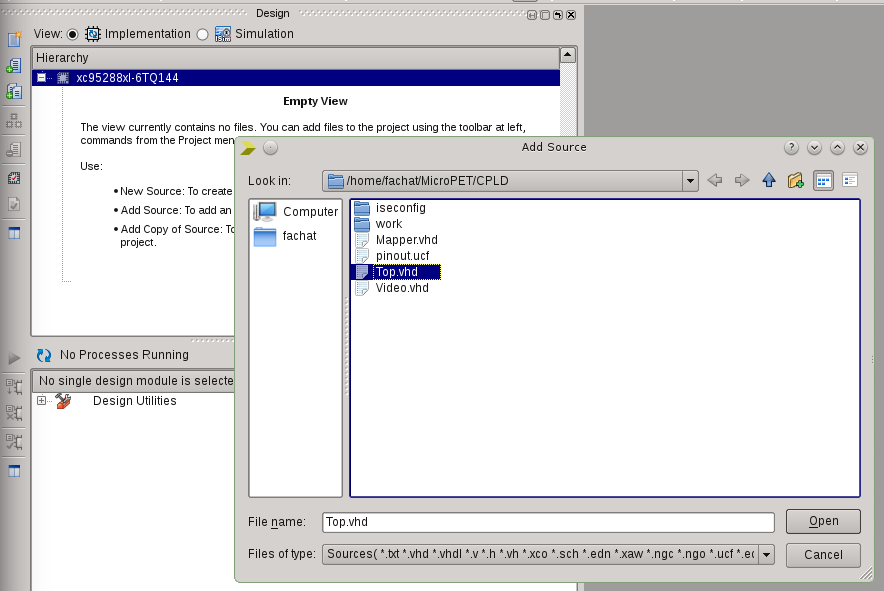 Design
View: Implementation Simulation
Hierarchy
xc95288xl-6TQ144
Empty View
The view currently contains no files. You can add files to the project using the toolbar at left,
commands from the Project men
Use:
• New Source: To create
• Add Source: To add an
• Add Copy of Source: To
project.
No Processes Running
No single design module is selecte
Design Utilities
Add Source
Look in: /home/fachat/MicroPET/CPLD
Computer
fachat
iseconfig
work
Mapper.vhd
pinout.ucf
Top.vhd
Video.vhd
File name: Top.vhd
Open
Files of type: Sources( *.txt *.vhd *.vhdl *.v *.h *.vh *.xco *.sch *.edn *.xaw *.ngc *.ngo *.ucf *.ec
Cancel